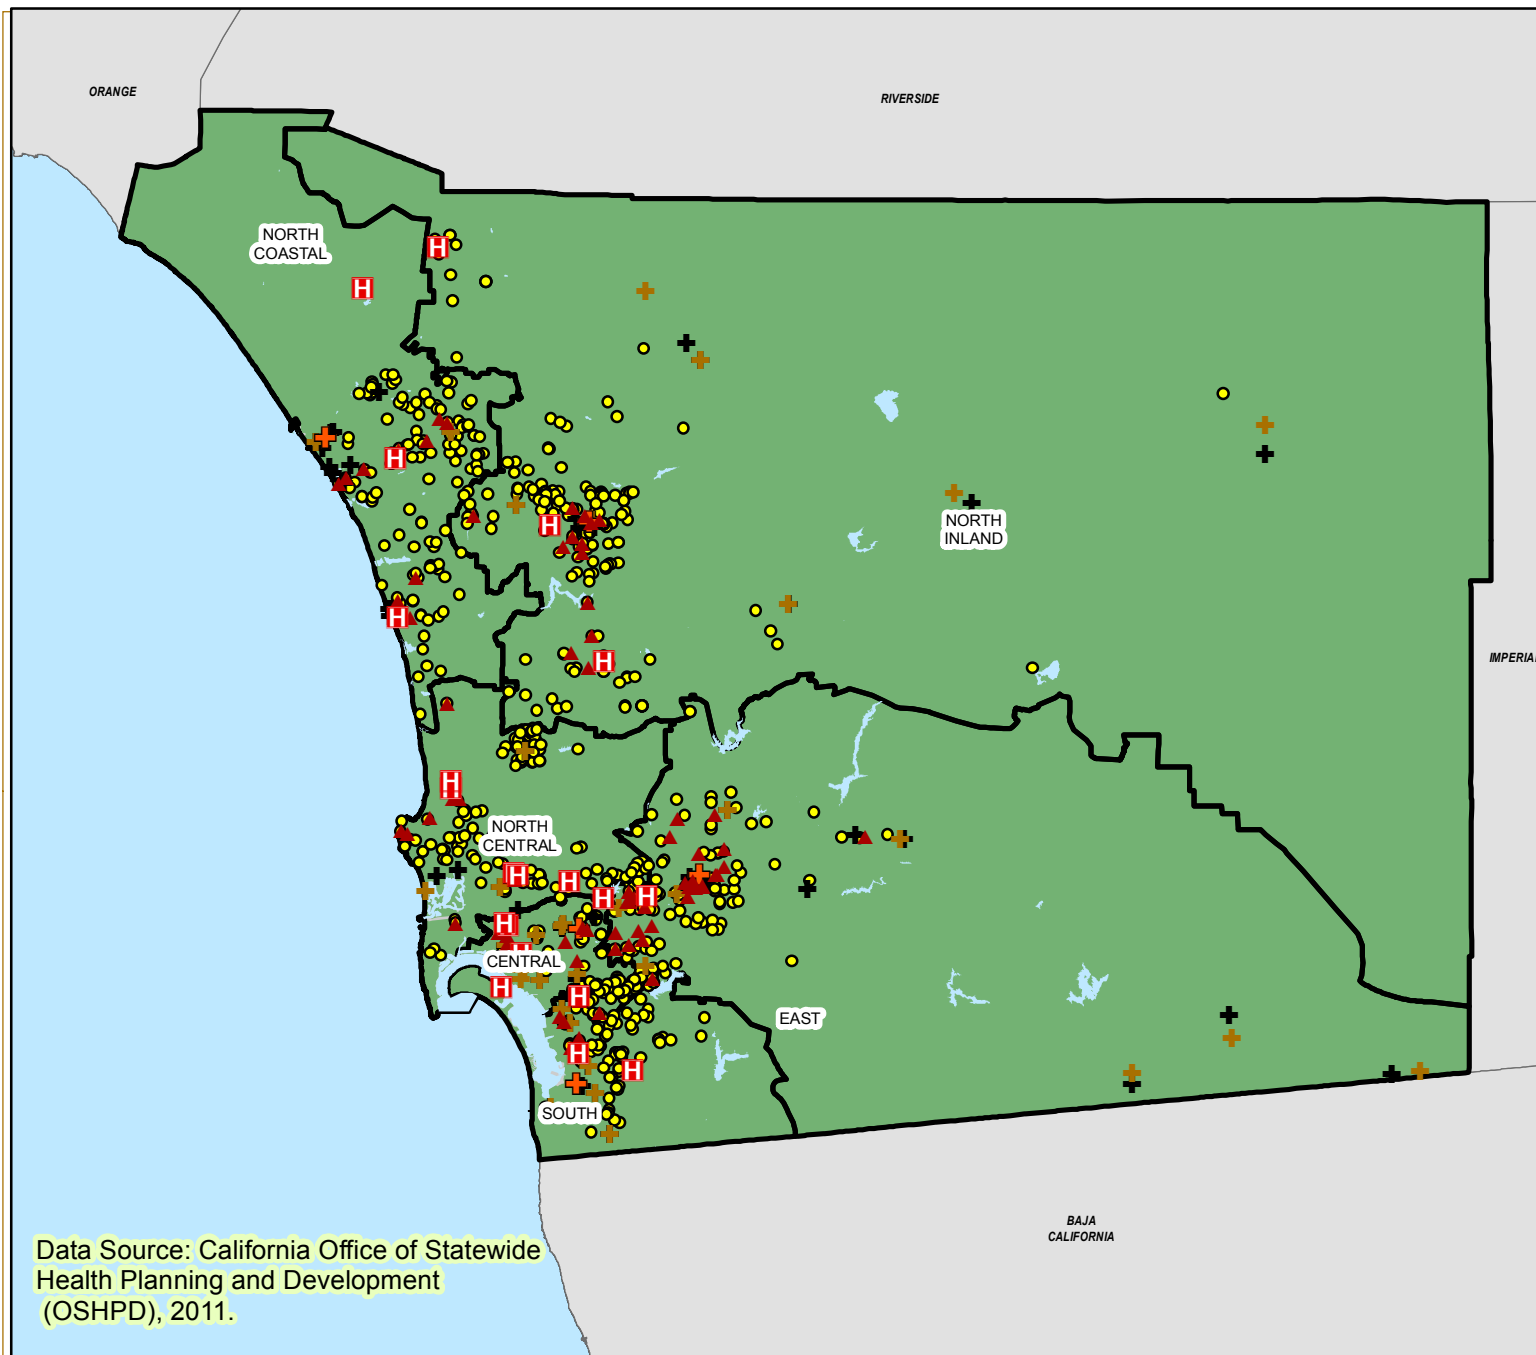 ORANGE
RIVERSIDE
NORTH
COASTAL
H
H
H
NORTH
INLAND
H
H
H
IMPERIA
H
NORTH
CENTRAL
H
H
H
H
H
H
CENTRAL
H
H
EAST
H
H
SOUTH
BAJA
CALIFORNIA
Data Source: California Office of Statewide
Health Planning and Development
(OSHPD), 2011.